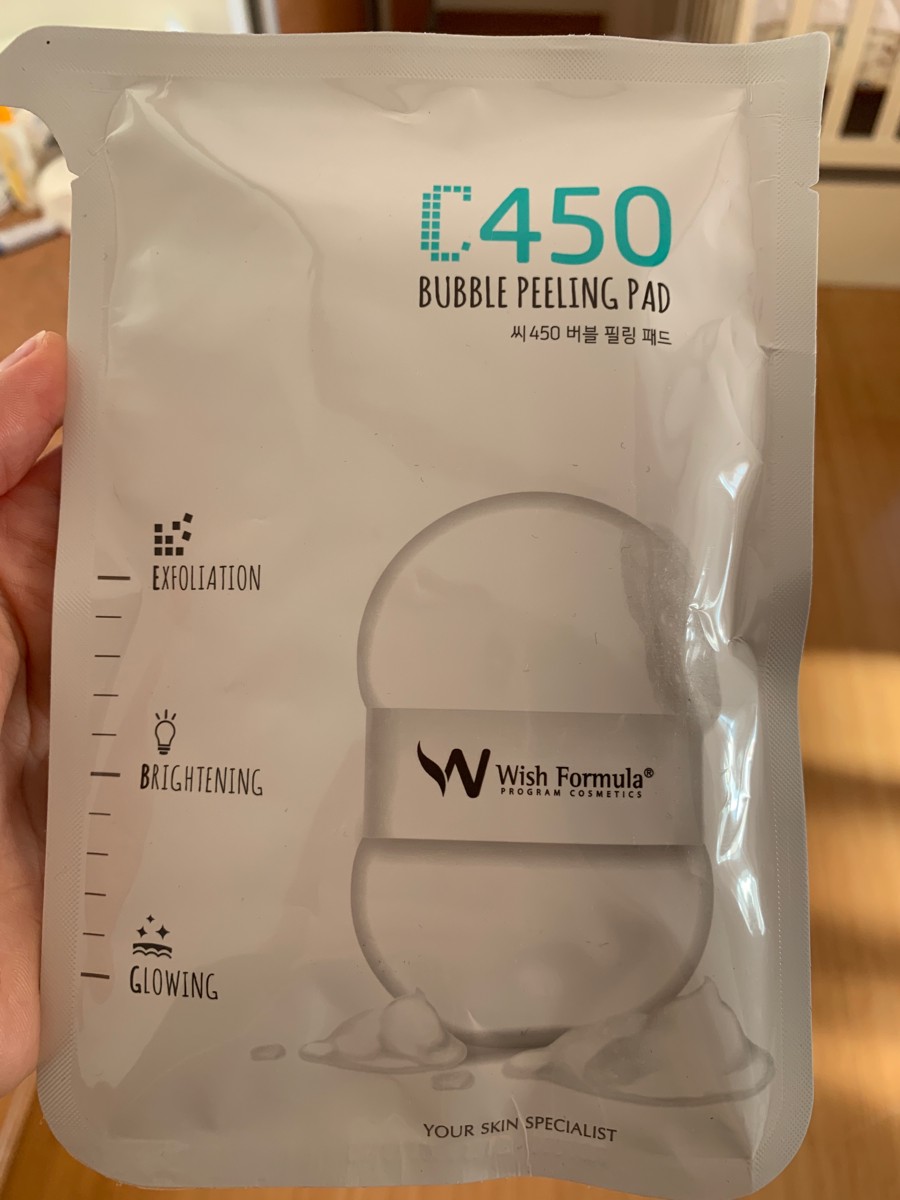 C450
BUBBLE PEELING PAD
씨450 버블 필링 패드
EXFOLIATION
BRIGHTENING
Wish Formula®
PROGRAM COSMETICS
GLOWING
YOUR SKIN SPECIALIST